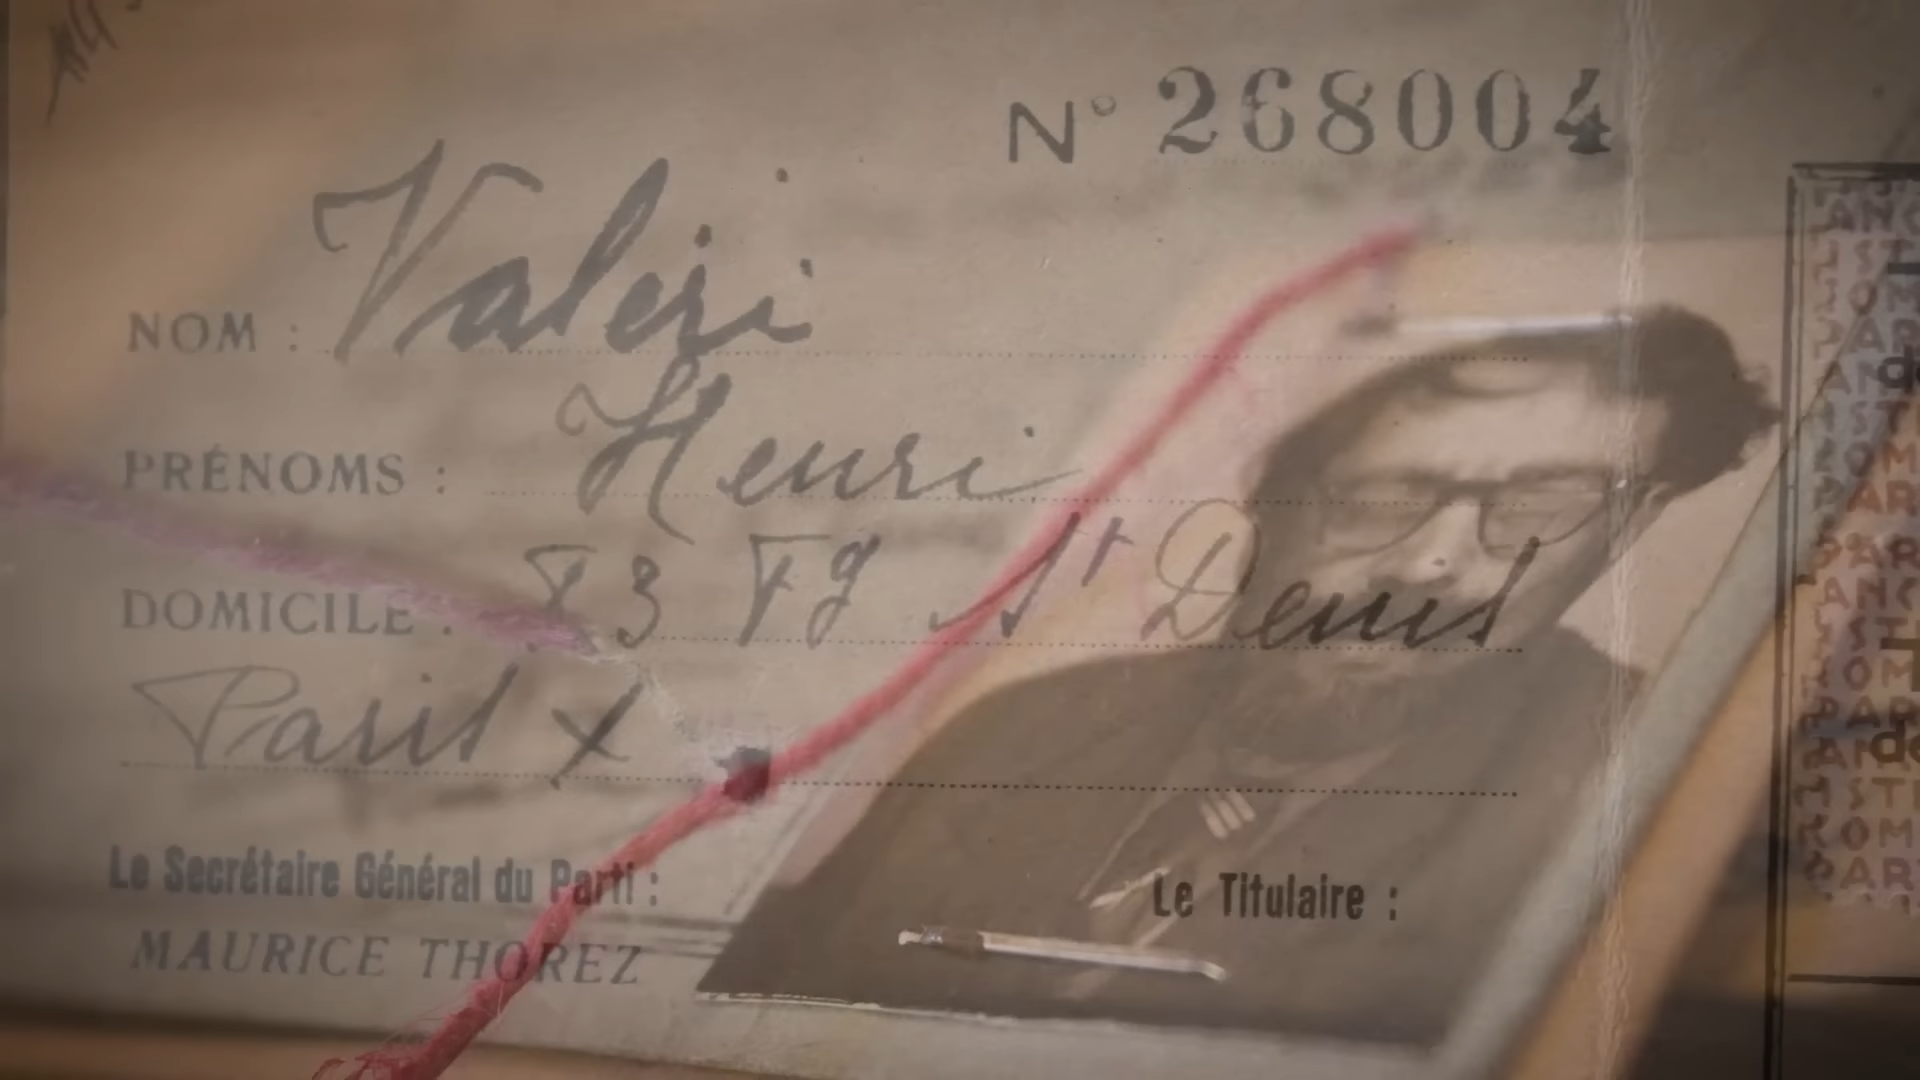 N° 268004
NOM : Valéri
PRÉNOMS : Henri
DOMICILE : 83 Fg St Denis
Paris X
Le Secrétaire Général du Parti :
Le Titulaire :
MAURICE THOREZ